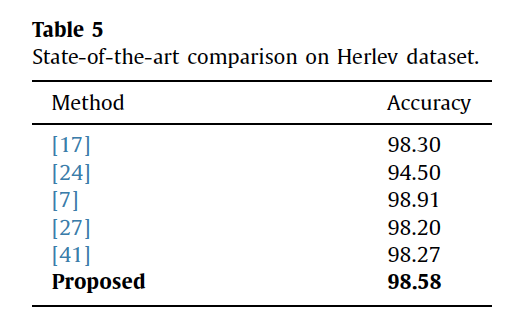 Table 5
State-of-the-art comparison on Herlev dataset.
Method Accuracy
[17] 98.30
[24] 94.50
[7] 98.91
[27] 98.20
[41] 98.27
Proposed 98.58